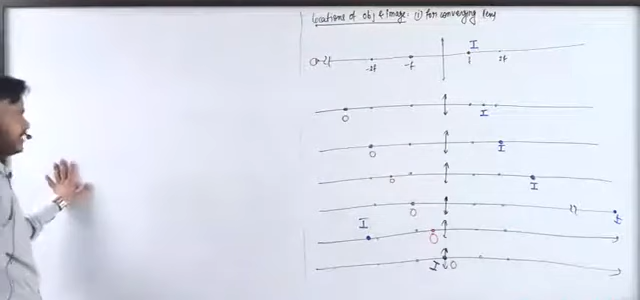 Locations of obj & image: (1) for converging lens
I
-2f -f f 2f
O I
O I
O I
O I
I O
I O